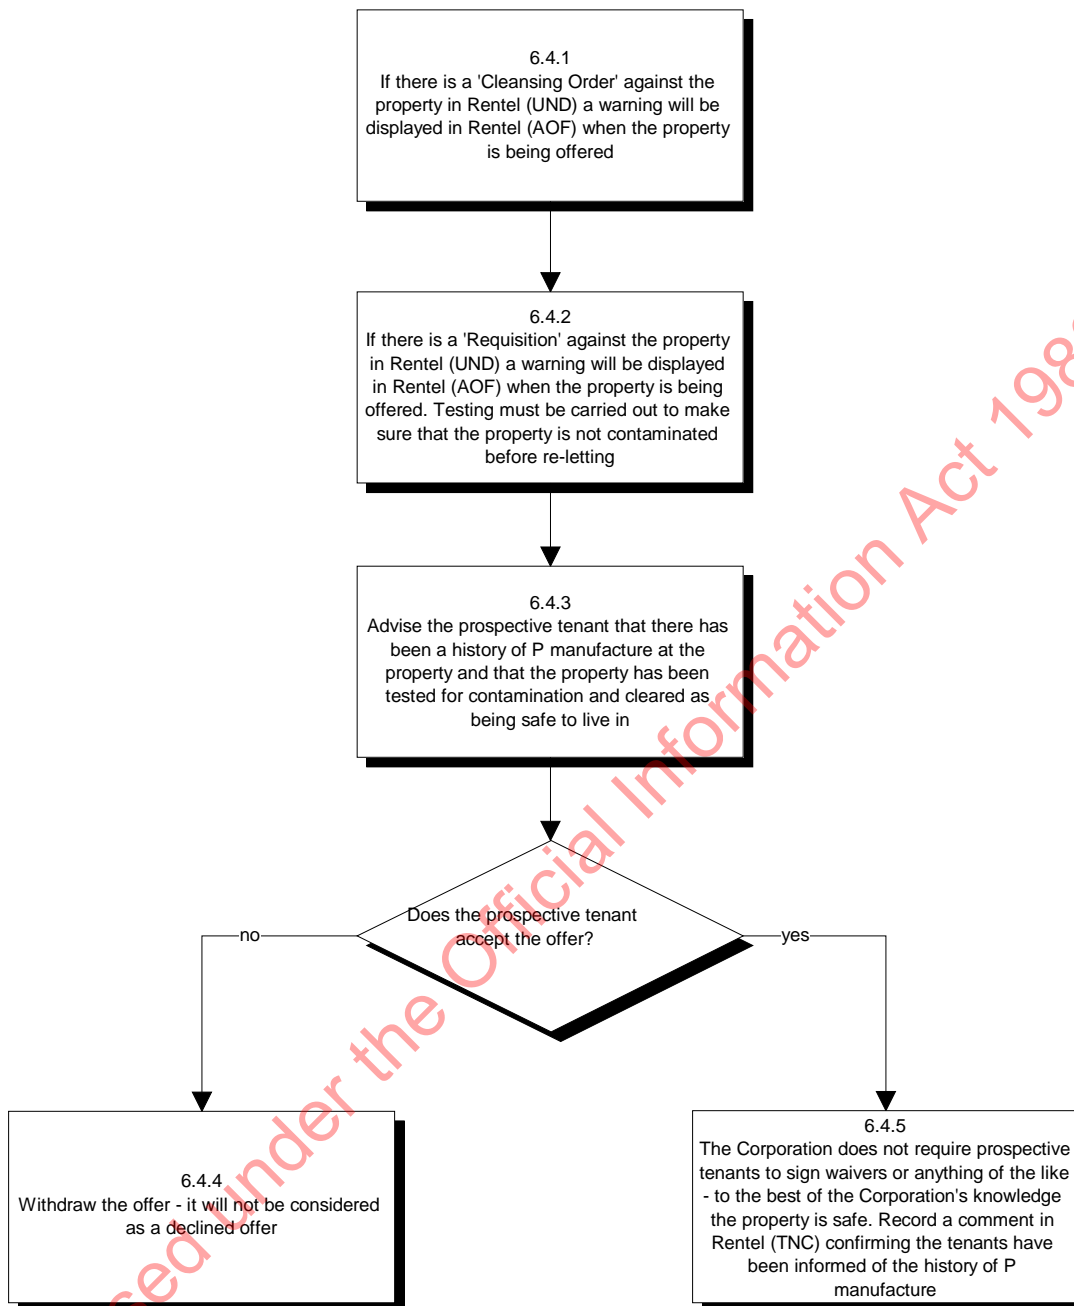 6.4.1
If there is a 'Cleansing Order' against the
property in Rentel (UND) a warning will be
displayed in Rentel (AOF) when the property
is being offered
6.4.2
If there is a 'Requisition' against the property
in Rentel (UND) a warning will be displayed
in Rentel (AOF) when the property is being
offered. Testing must be carried out to make
sure that the property is not contaminated
before re-letting
6.4.3
Advise the prospective tenant that there has
been a history of P manufacture at the
property and that the property has been
tested for contamination and cleared as
being safe to live in
Does the prospective tenant
accept the offer?
no
yes
6.4.4
Withdraw the offer - it will not be considered
as a declined offer
6.4.5
The Corporation does not require prospective
tenants to sign waivers or anything of the like
- to the best of the Corporation's knowledge
the property is safe. Record a comment in
Rentel (TNC) confirming the tenants have
been informed of the history of P
manufacture
under the Official Information Act